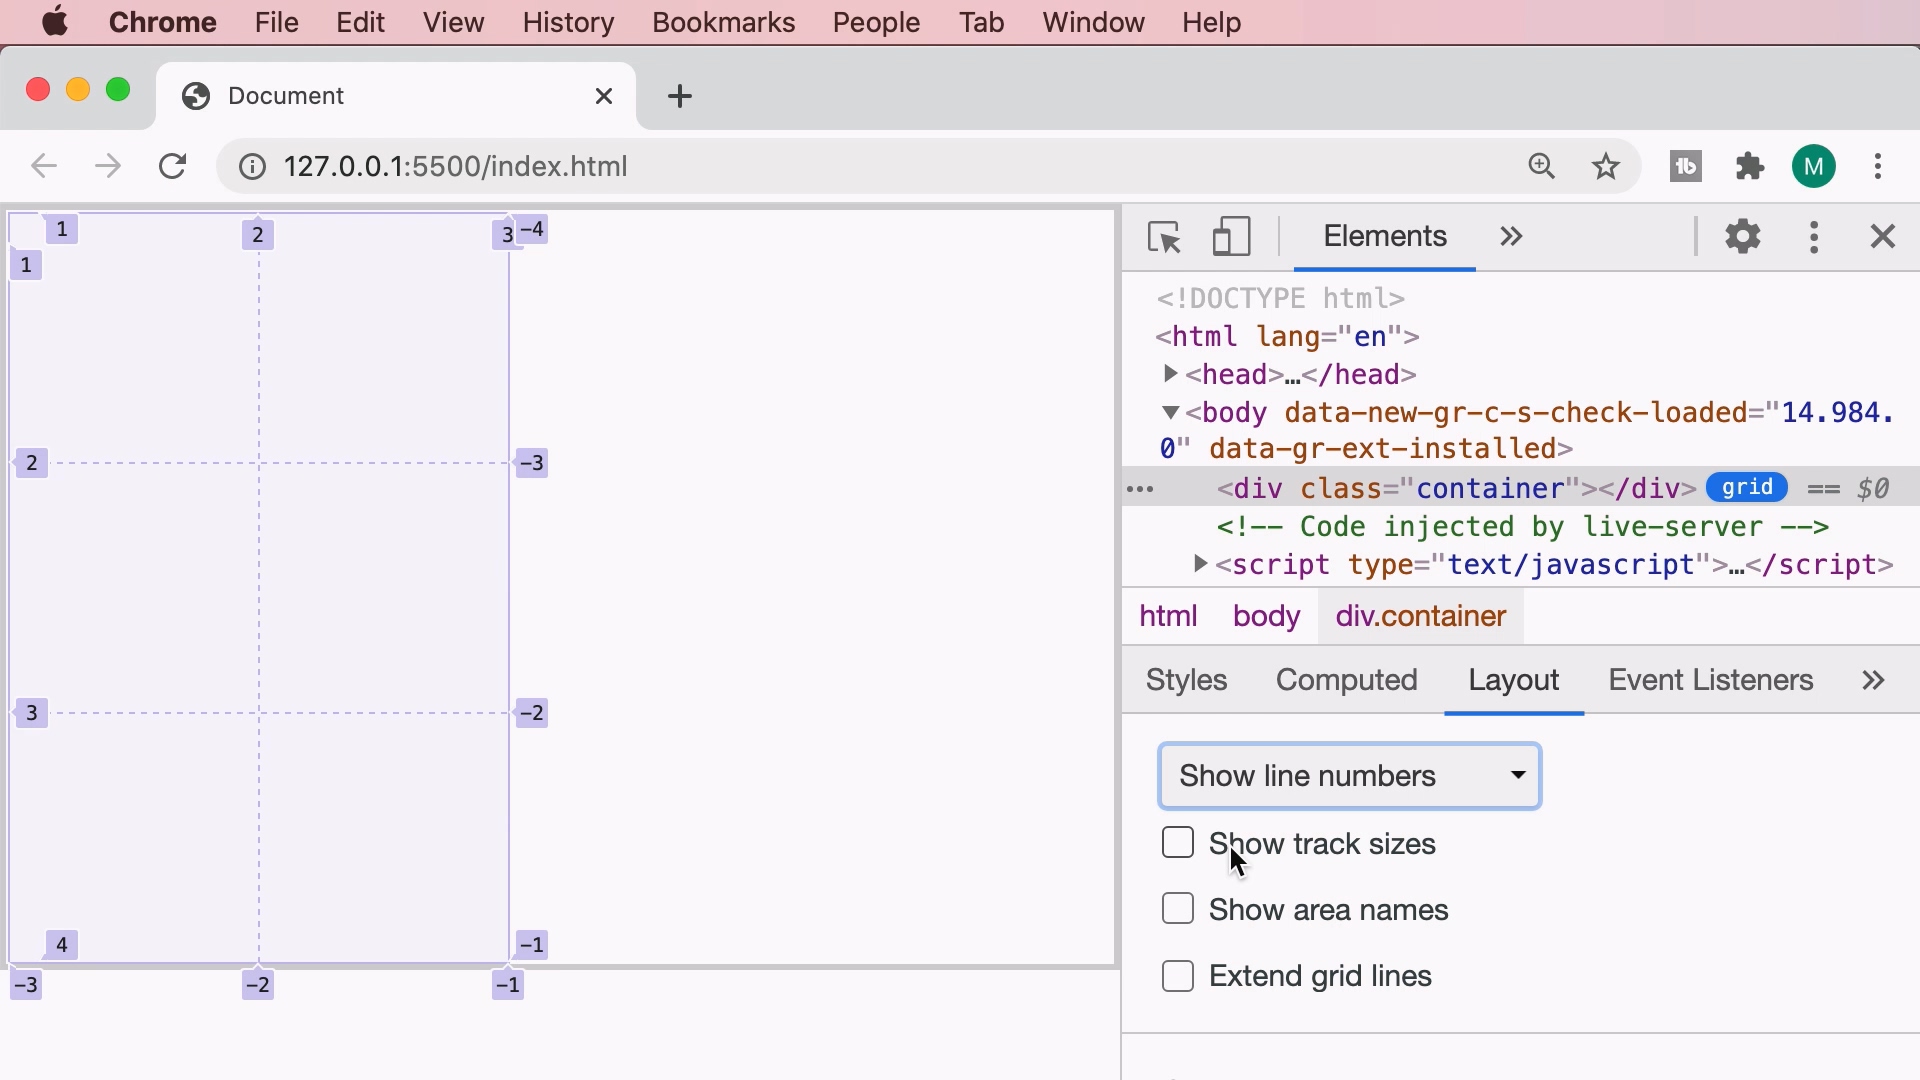 Chrome File Edit View History Bookmarks People Tab Window Help
Document
127.0.0.1:5500/index.html
tb
M
1 2 3 -4
1
2 -3
3 -2
4 -1
-3 -2 -1
Elements
<!DOCTYPE html>
<html lang="en">
<head>…</head>
<body data-new-gr-c-s-check-loaded="14.984.
0" data-gr-ext-installed>
<div class="container"></div> grid == $0
<!-- Code injected by live-server -->
<script type="text/javascript">…</script>
html body div.container
Styles Computed Layout Event Listeners
Show line numbers
Show track sizes
Show area names
Extend grid lines